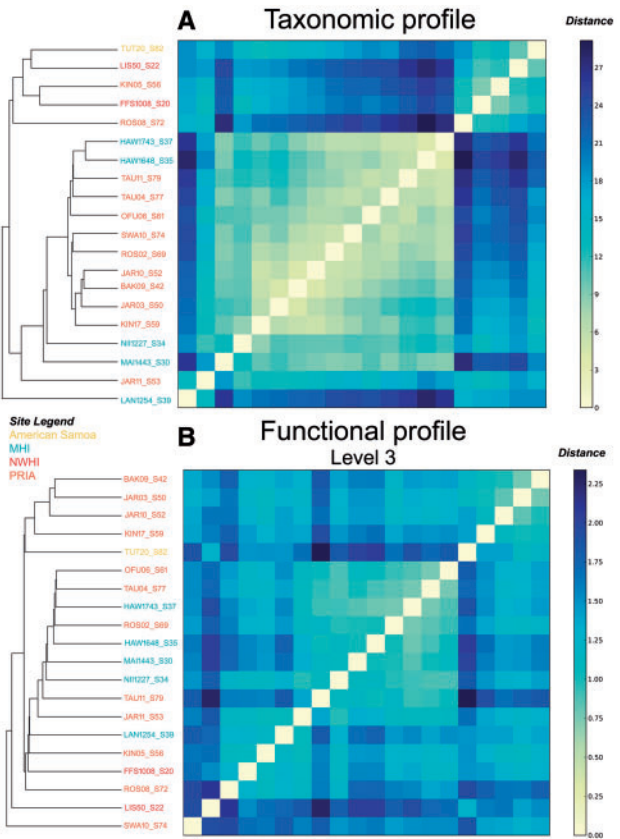 A
Taxonomic profile
Distance
TUT20_S82
LIS50_S22
KIN05_S56
FFS1008_S20
ROS08_S72
HAW1743_S37
HAW1648_S35
TAU11_S79
TAU04_S77
OFU06_S61
SWA10_S74
ROS02_S69
JAR10_S52
BAK09_S42
JAR03_S50
KIN17_S59
NII1227_S34
MAI1443_S30
JAR11_S53
LAN1254_S39
27
24
21
18
15
12
9
6
3
0
Site Legend
American Samoa
MHI
NWHI
PRIA
B
Functional profile
Level 3
Distance
BAK09_S42
JAR03_S50
JAR10_S52
KIN17_S59
TUT20_S82
OFU06_S61
TAU04_S77
HAW1743_S37
ROS02_S69
HAW1648_S35
MAI1443_S30
NII1227_S34
TAU11_S79
JAR11_S53
LAN1254_S39
KIN05_S56
FFS1008_S20
ROS08_S72
LIS50_S22
SWA10_S74
2.25
2.00
1.75
1.50
1.25
1.00
0.75
0.50
0.25
0.00